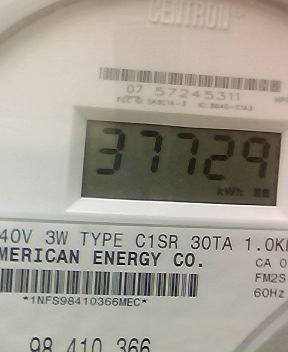 CENTRON
07 57245311
37729
kWh
40V 3W TYPE C1SR 30TA 1.0K
MERICAN ENERGY CO.
CA 0
FM2S
60Hz
*1NFS98410366MEC*
98 410 366